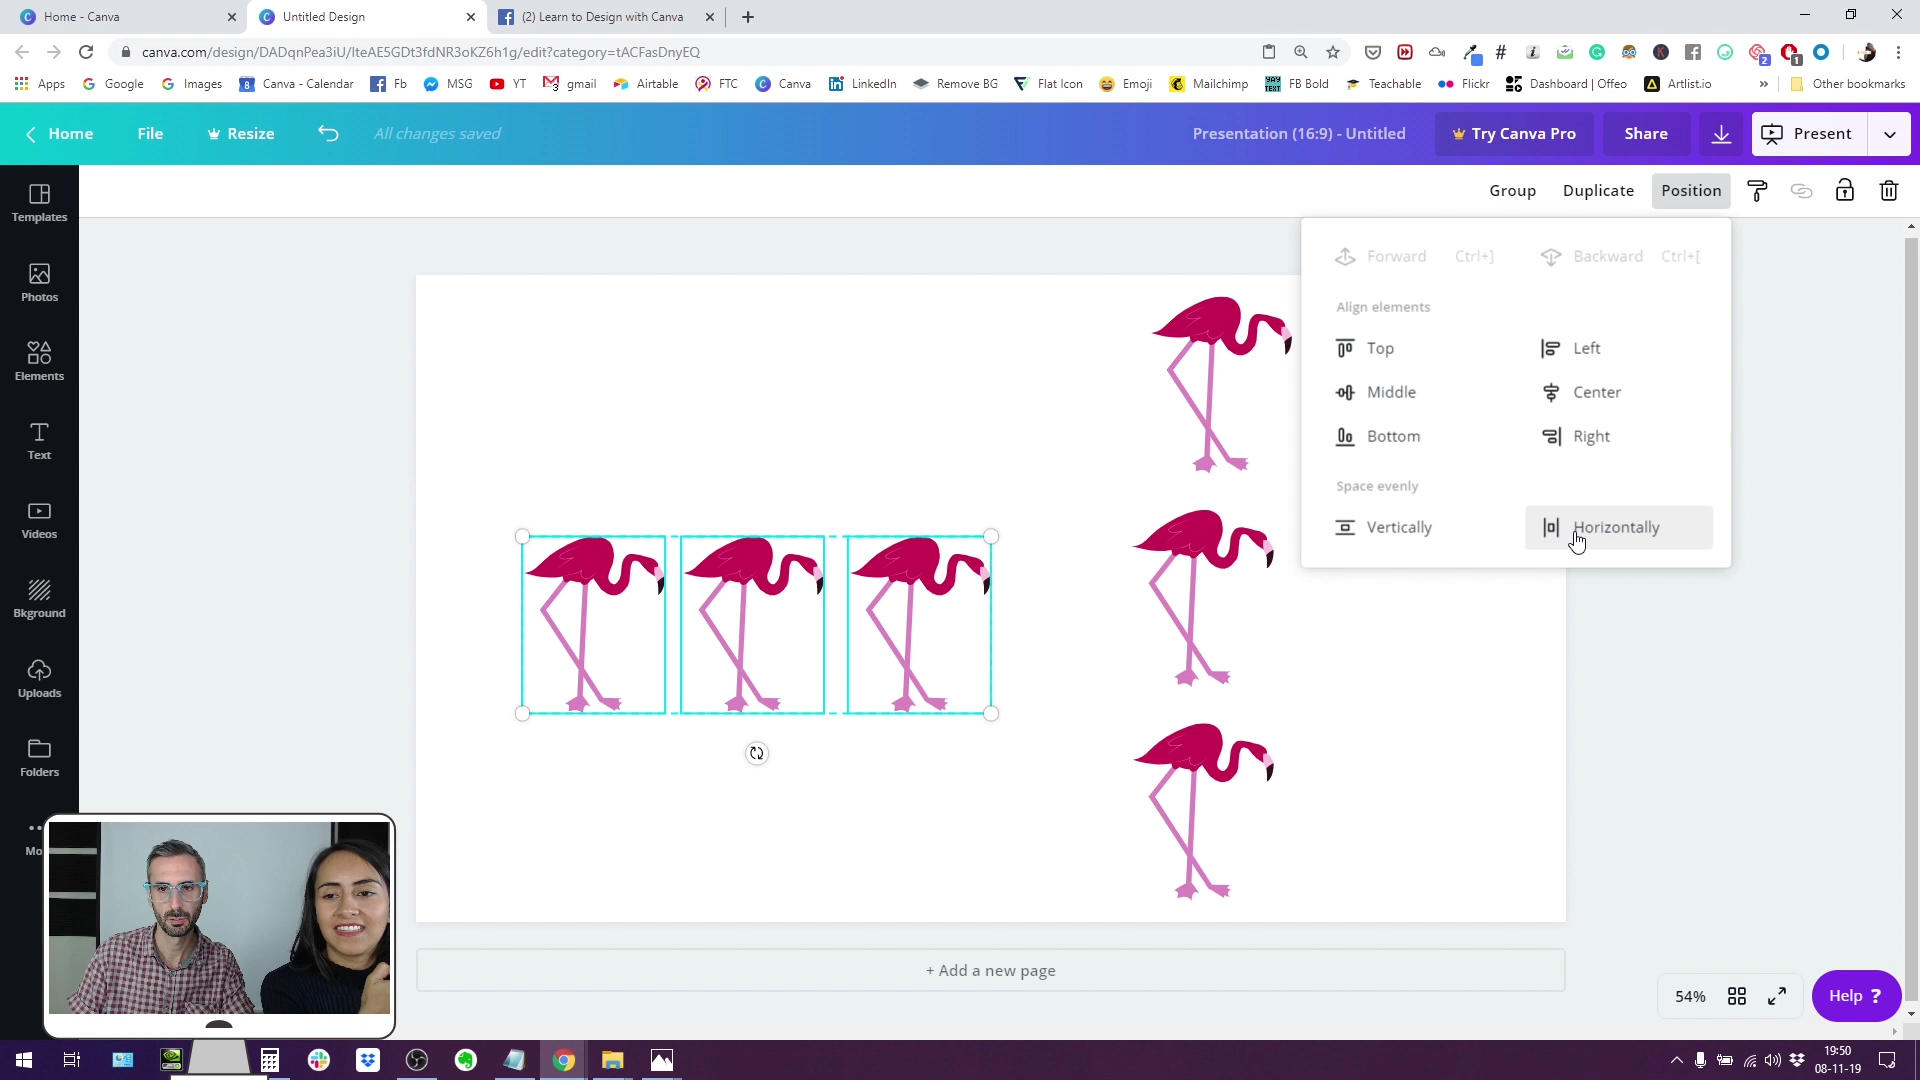 Home - Canva
Untitled Design
(2) Learn to Design with Canva
canva.com/design/DADqnPea3iU/IteAE5GDt3fdNR3oKZ6h1g/edit?category=tACFasDnyEQ
Apps Google Images Canva - Calendar Fb MSG YT gmail Airtable FTC Canva LinkedIn Remove BG Flat Icon Emoji Mailchimp FB Bold Teachable Flickr Dashboard | Offeo Artlist.io » Other bookmarks
Home File Resize All changes saved Presentation (16:9) - Untitled Try Canva Pro Share Present
Group Duplicate Position
Templates
Photos
Elements
Text
Videos
Bkground
Uploads
Folders
Mo
Forward Ctrl+] Backward Ctrl+[
Align elements
Top Left
Middle Center
Bottom Right
Space evenly
Vertically Horizontally
+ Add a new page
54%
Help ?
19:50
08-11-19